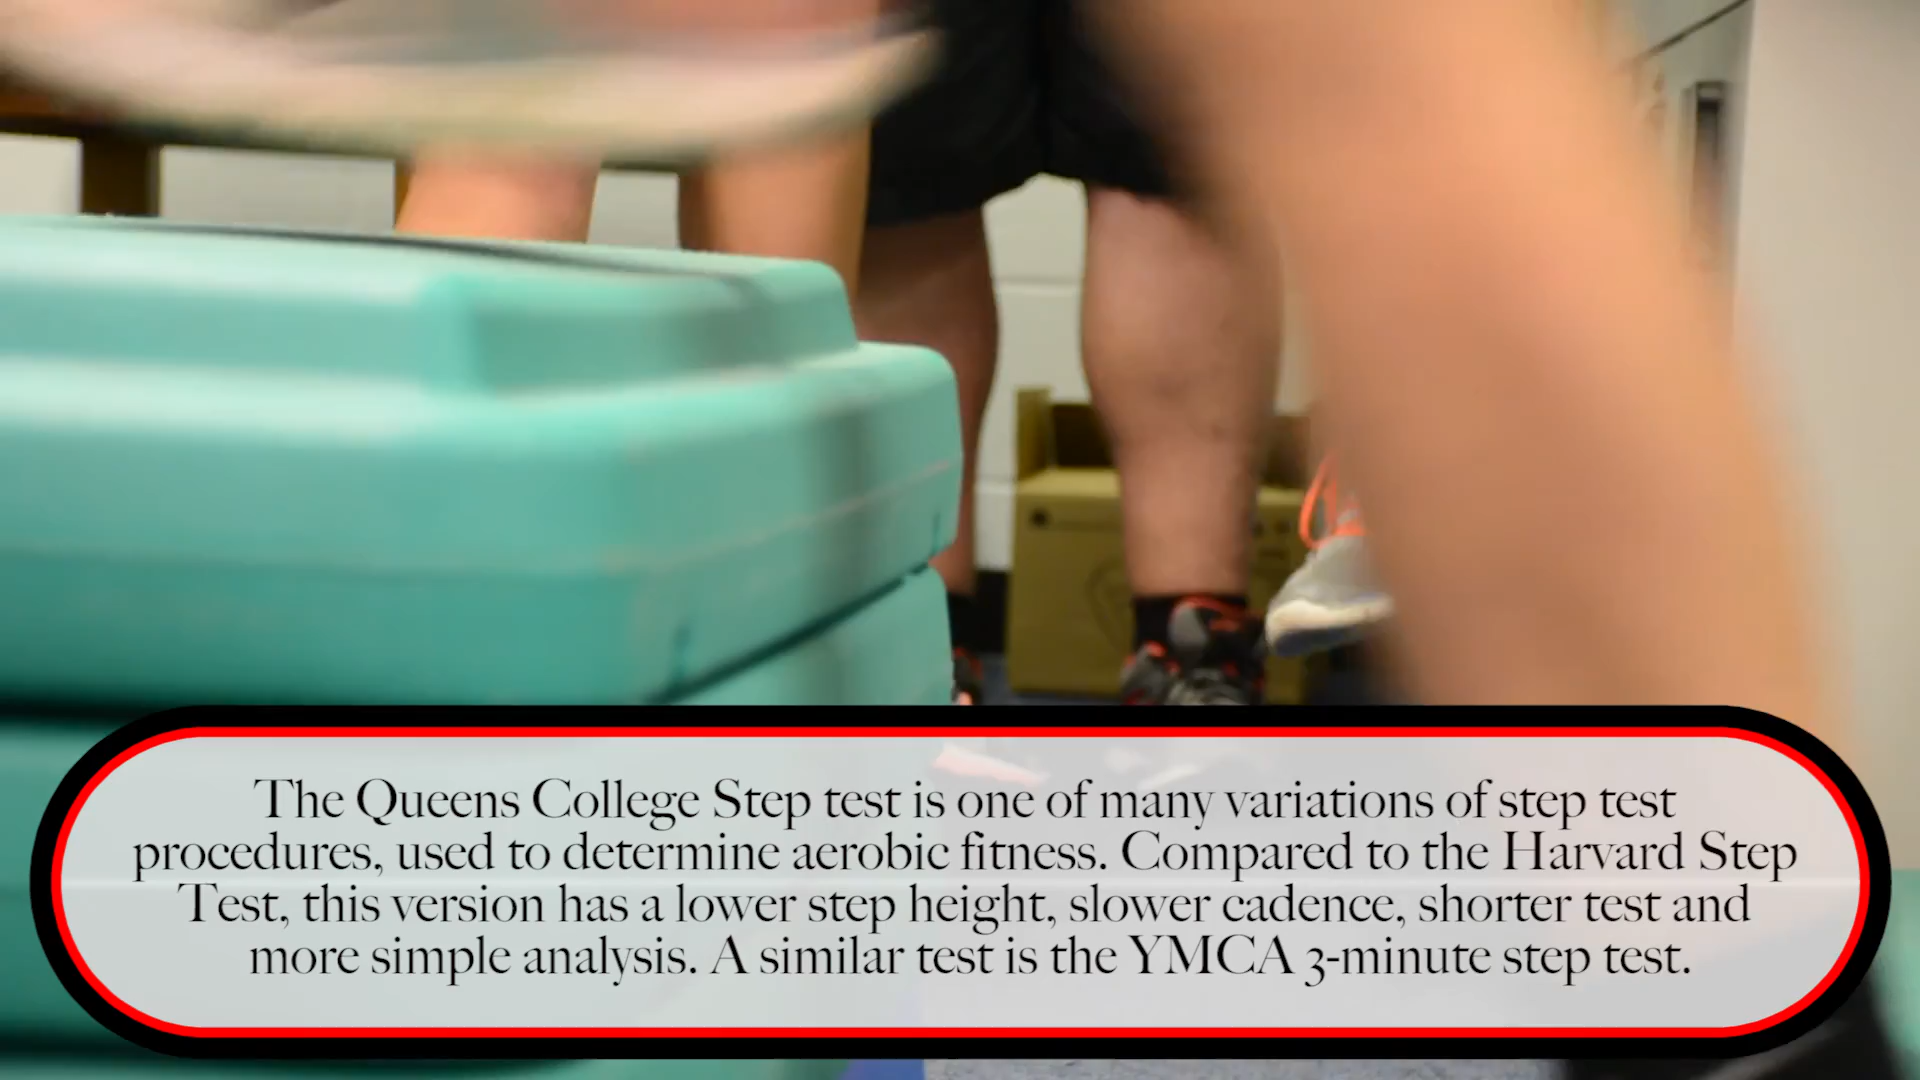 The Queens College Step test is one of many variations of step test
procedures, used to determine aerobic fitness. Compared to the Harvard Step
Test, this version has a lower step height, slower cadence, shorter test and
more simple analysis. A similar test is the YMCA 3-minute step test.